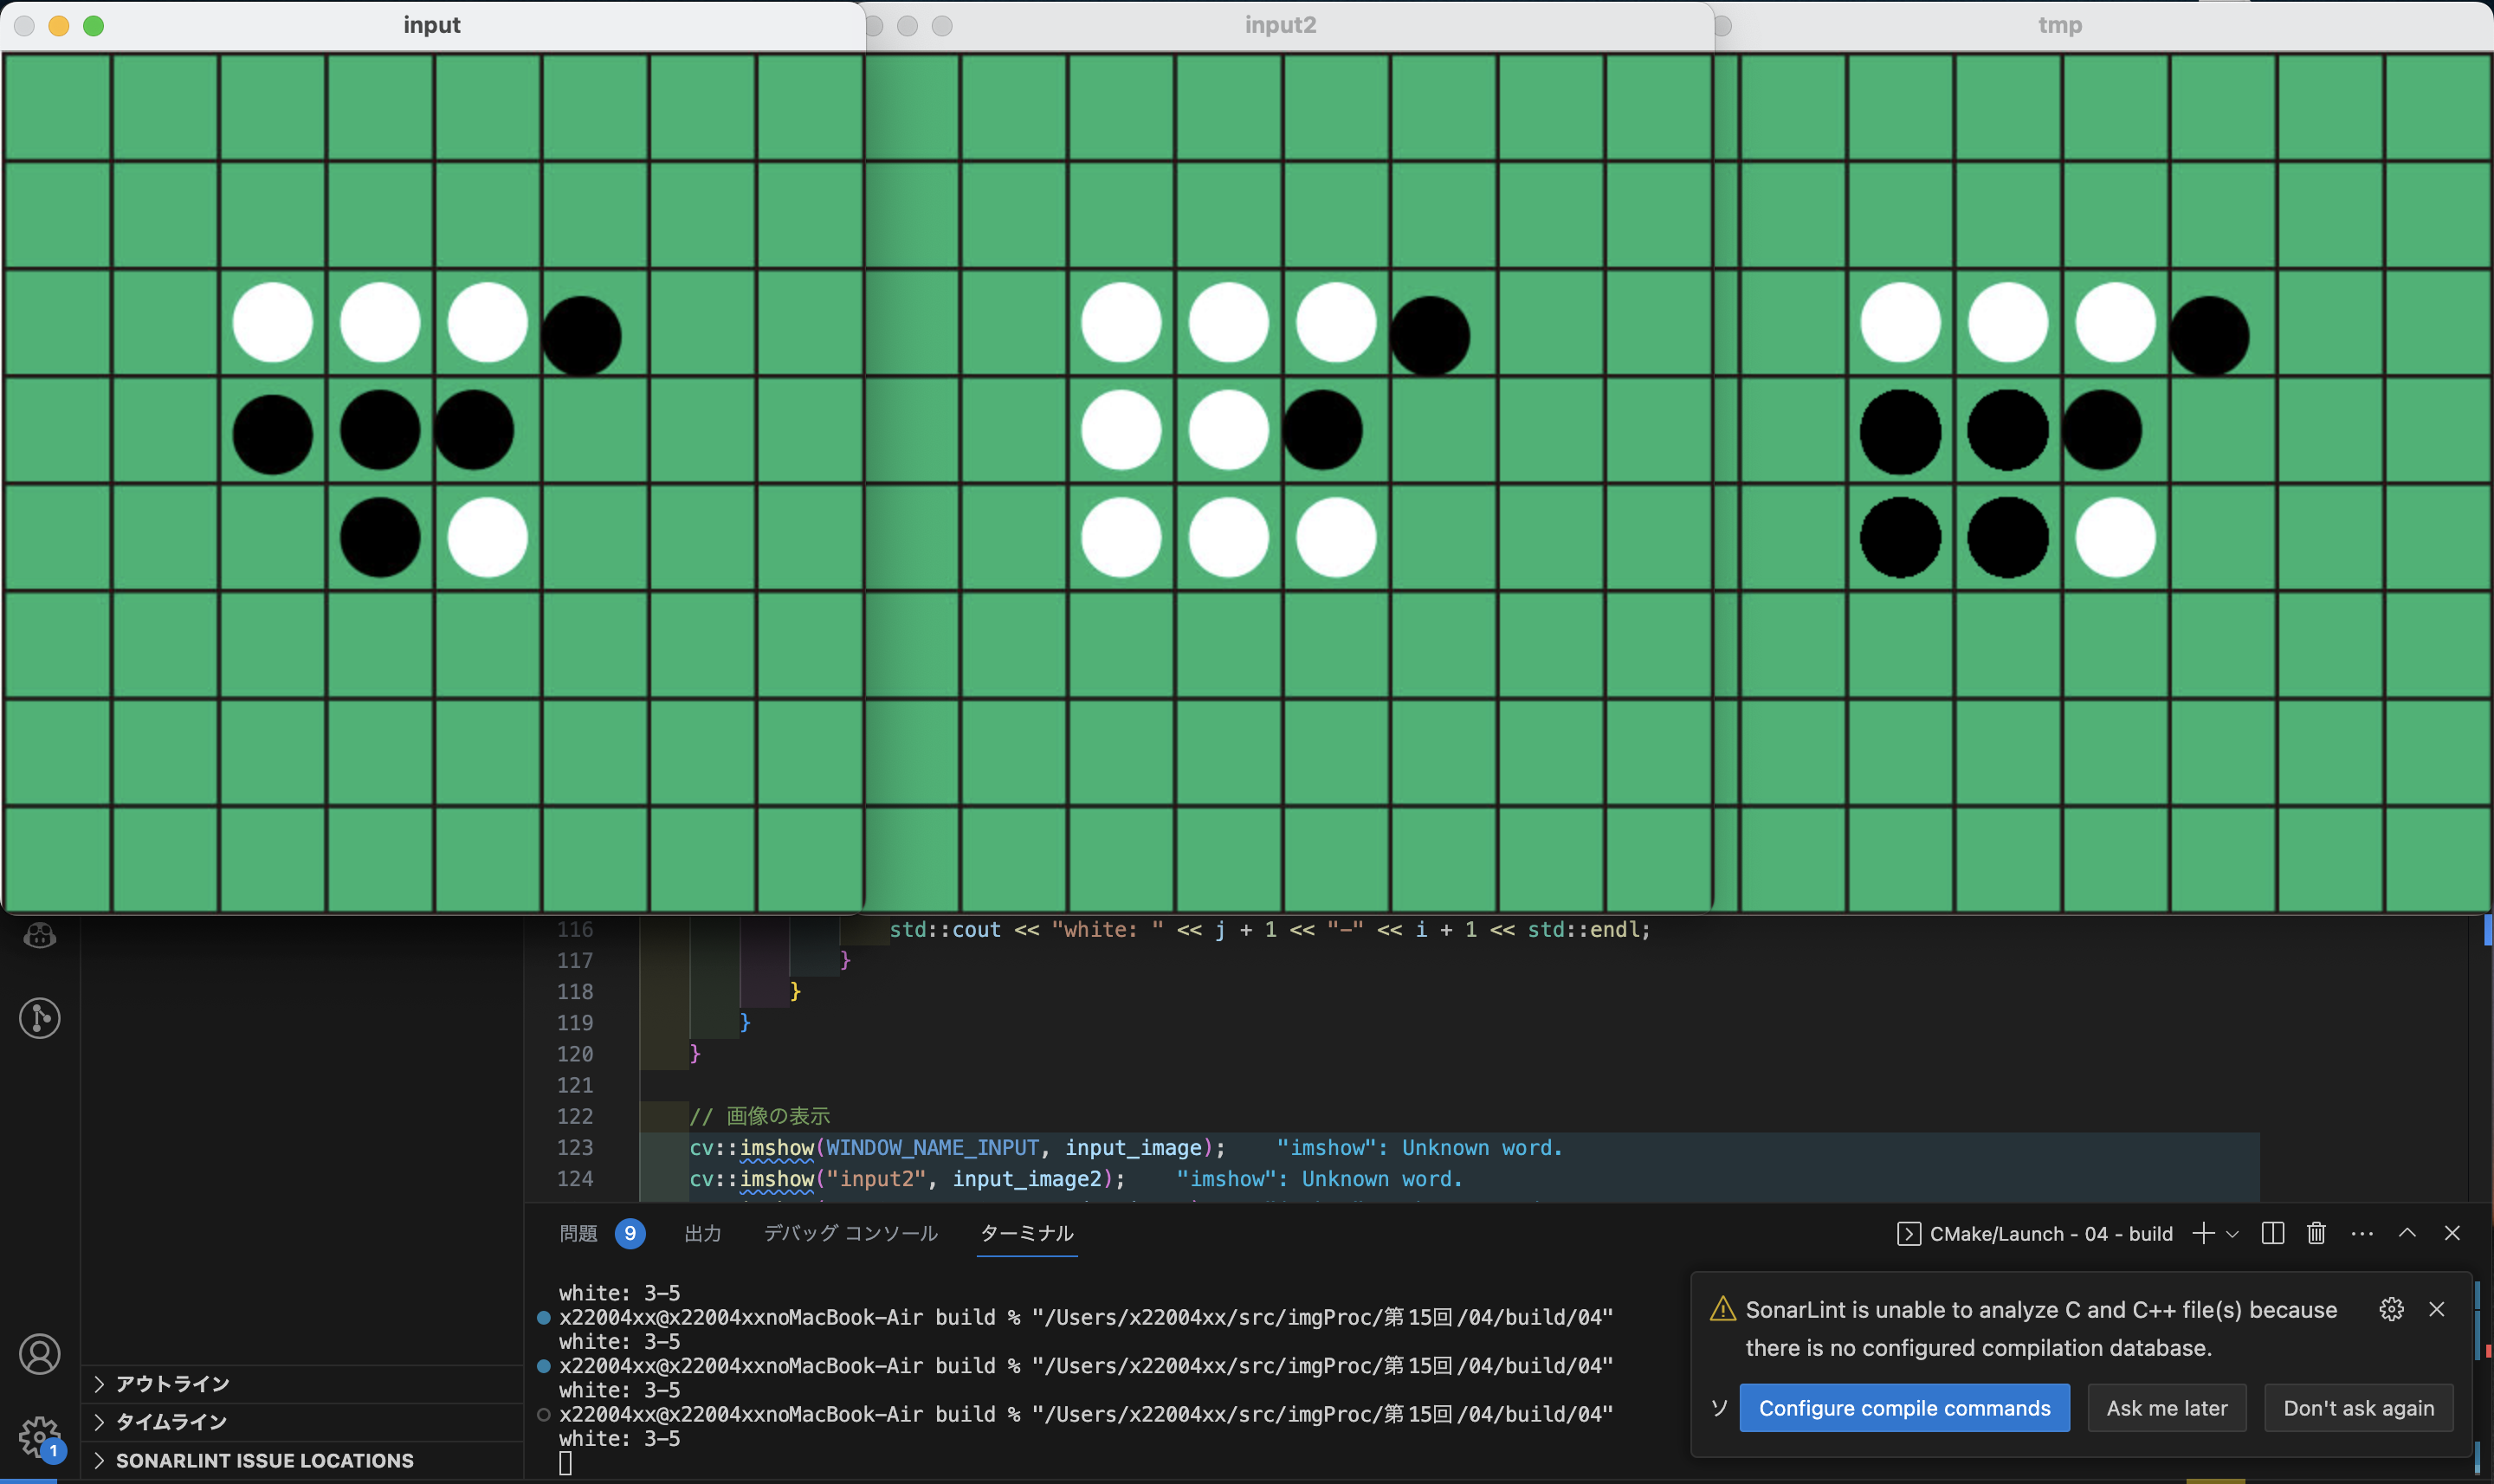 input
input2
tmp
116 std::cout << "white: " << j + 1 << "-" << i + 1 << std::endl;
117 }
118 }
119 }
120 }
121
122 // 画像の表示
123 cv::imshow(WINDOW_NAME_INPUT, input_image); "imshow": Unknown word.
124 cv::imshow("input2", input_image2); "imshow": Unknown word.
問題 9 出力 デバッグ コンソール ターミナル
CMake/Launch - 04 - build
white: 3-5
x22004xx@x22004xxnoMacBook-Air build % "/Users/x22004xx/src/imgProc/第15回/04/build/04"
white: 3-5
x22004xx@x22004xxnoMacBook-Air build % "/Users/x22004xx/src/imgProc/第15回/04/build/04"
white: 3-5
x22004xx@x22004xxnoMacBook-Air build % "/Users/x22004xx/src/imgProc/第15回/04/build/04"
white: 3-5
アウトライン
タイムライン
SONARLINT ISSUE LOCATIONS
1
SonarLint is unable to analyze C and C++ file(s) because
there is no configured compilation database.
ソ
Configure compile commands
Ask me later
Don't ask again